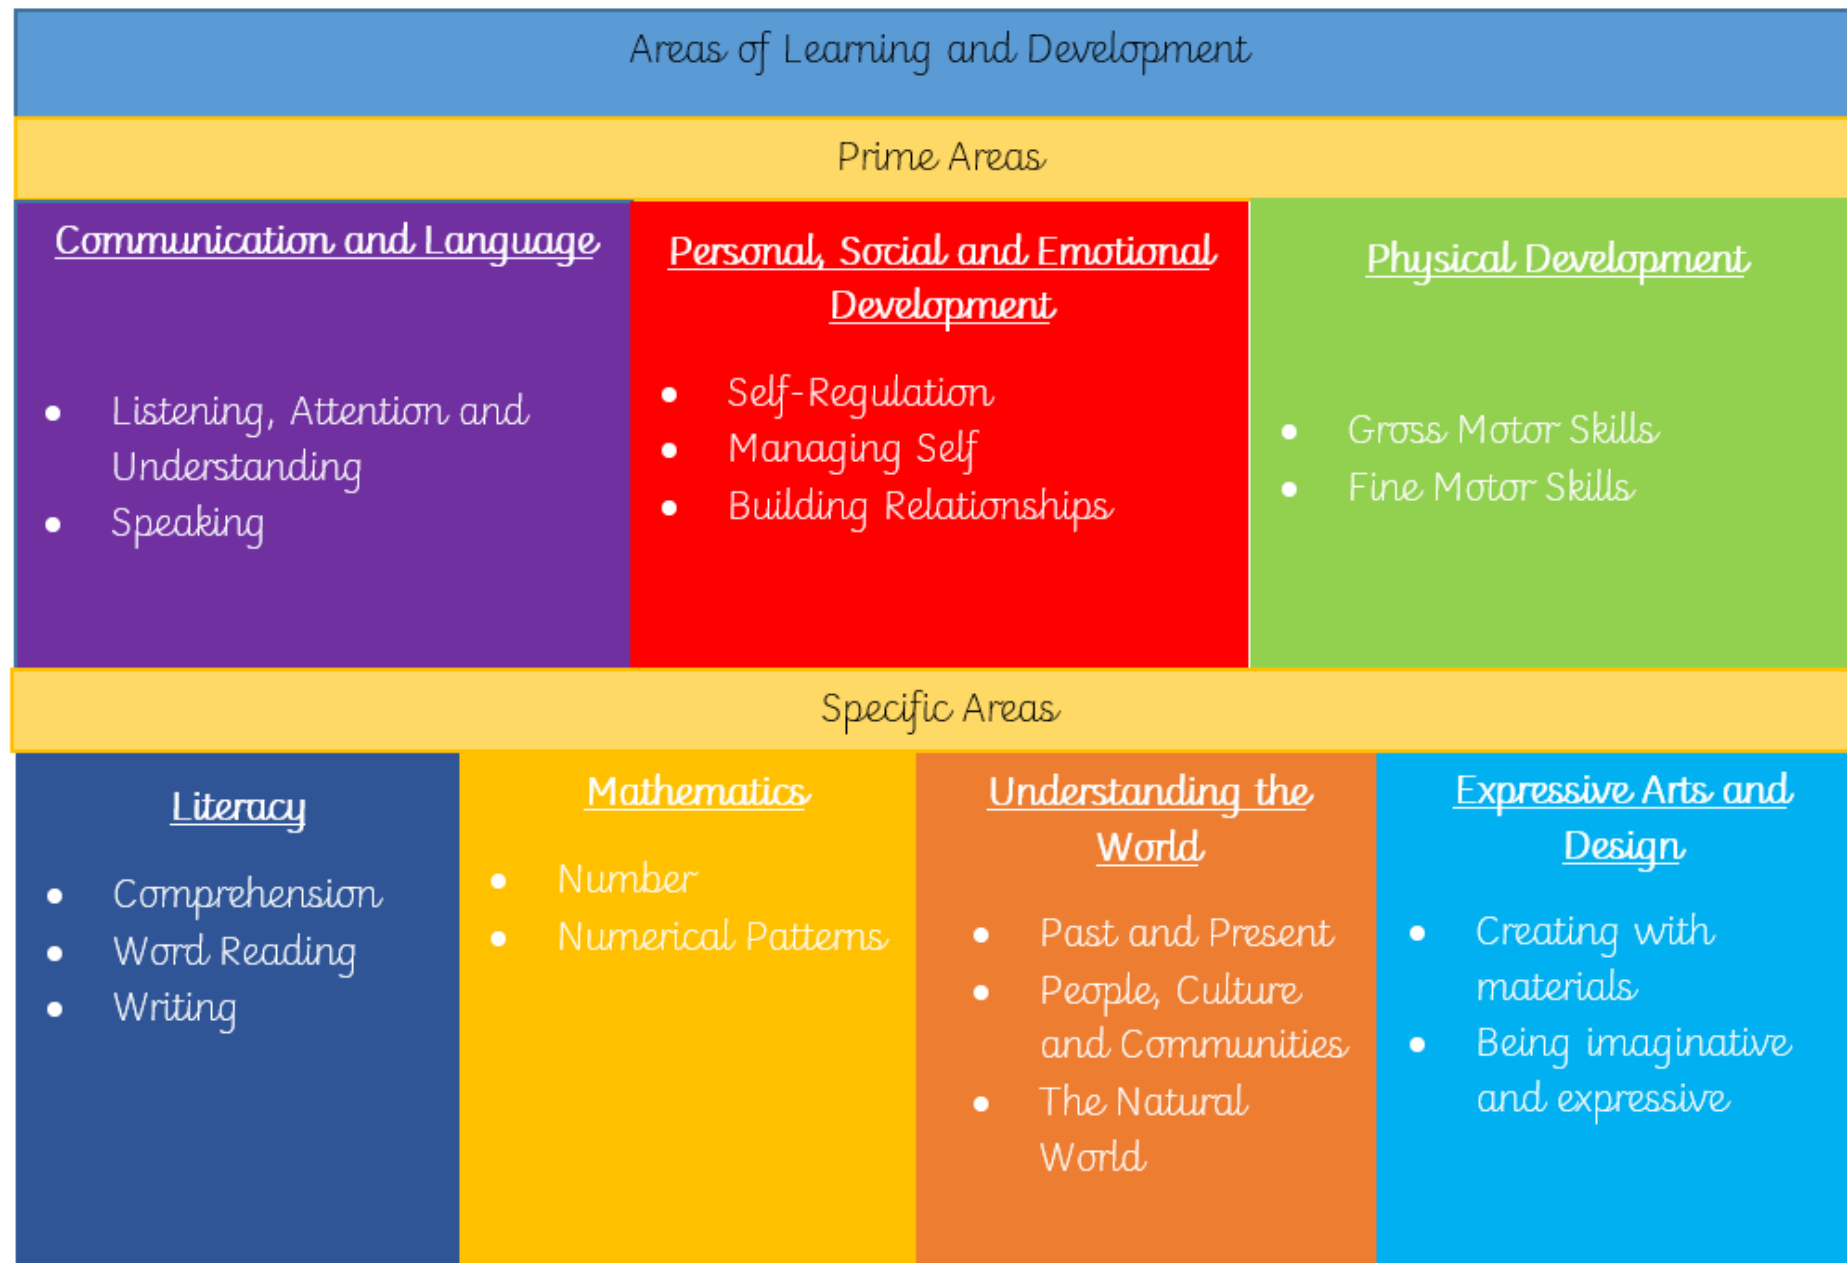 Areas of Learning and Development
Prime Areas
Communication and Language
• Listening, Attention and
Understanding
• Speaking
Personal, Social and Emotional
Development
• Self-Regulation
• Managing Self
• Building Relationships
Physical Development
• Gross Motor Skills
• Fine Motor Skills
Specific Areas
Literacy
• Comprehension
• Word Reading
• Writing
Mathematics
• Number
• Numerical Patterns
Understanding the
World
• Past and Present
• People, Culture
and Communities
• The Natural
World
Expressive Arts and
Design
• Creating with
materials
• Being imaginative
and expressive